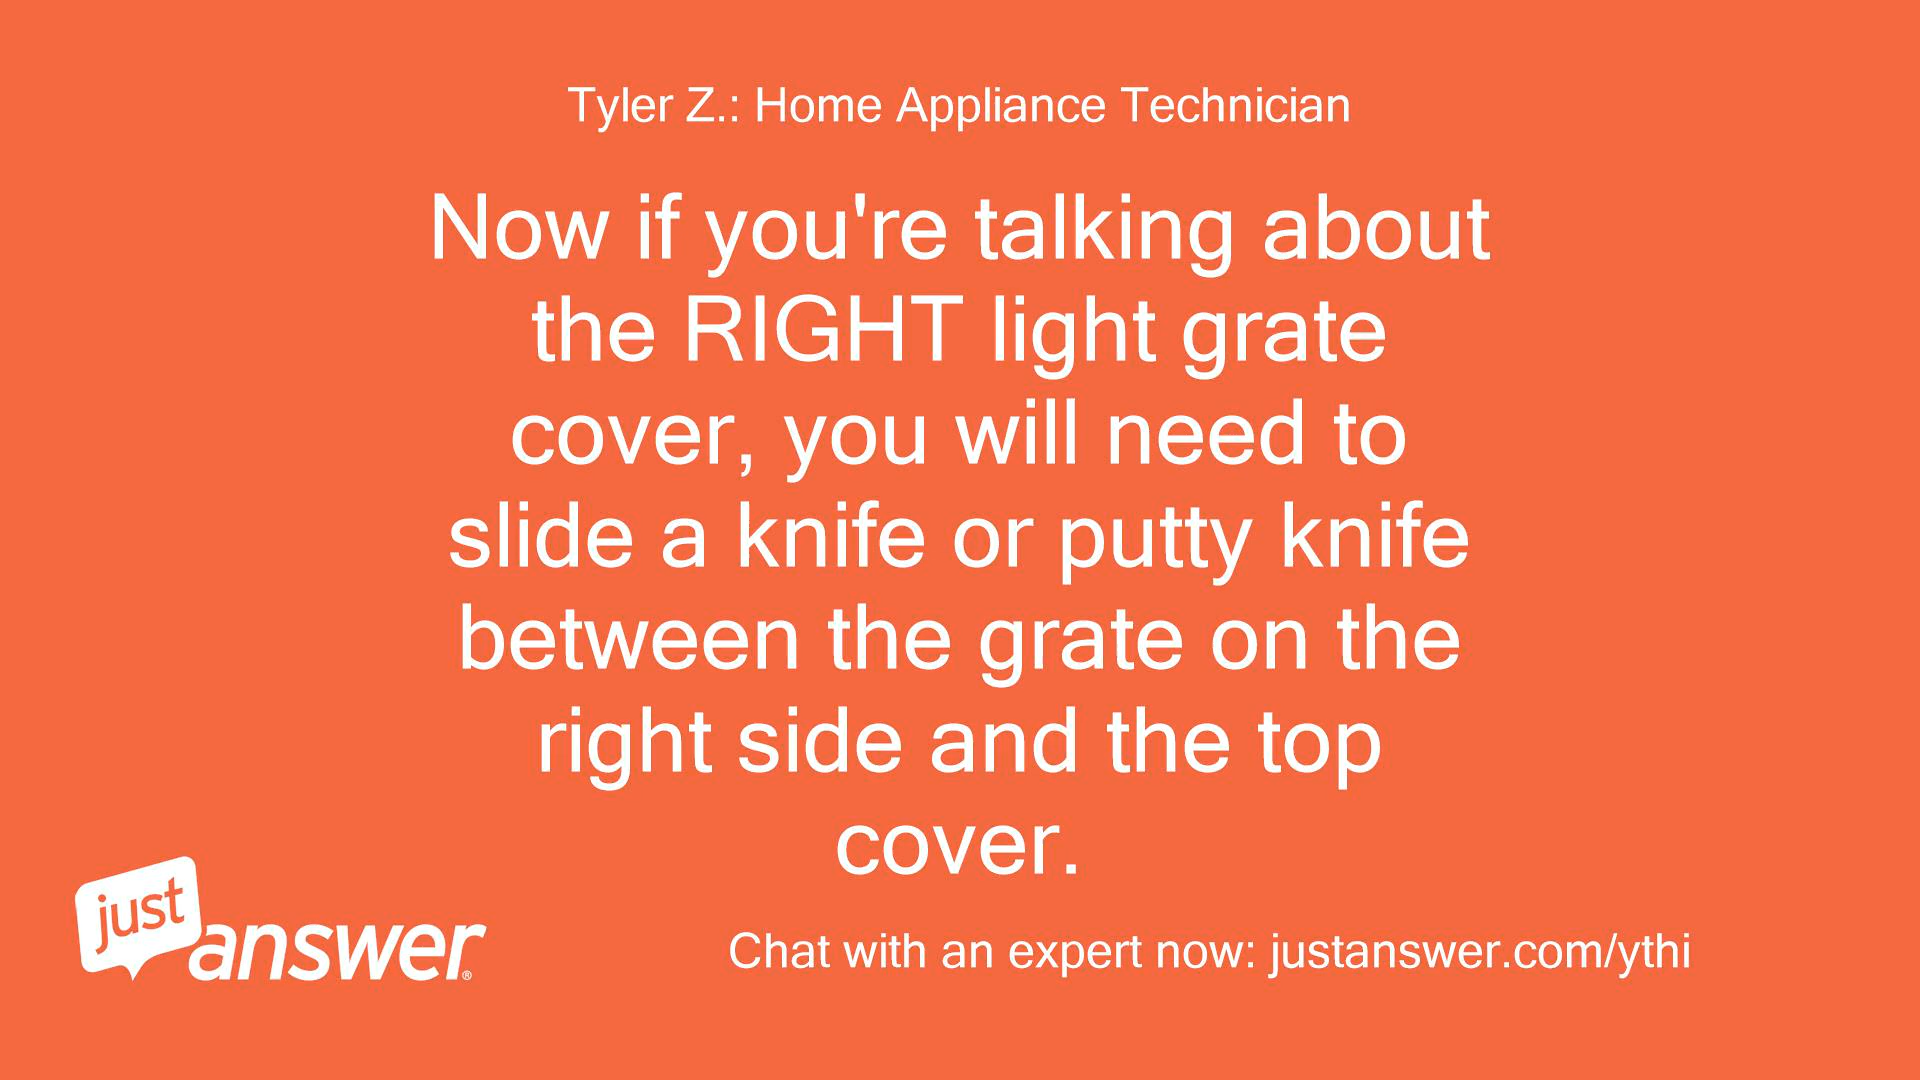 Tyler Z.: Home Appliance Technician
Now if you're talking about
the RIGHT light grate
cover, you will need to
slide a knife or putty knife
between the grate on the
right side and the top
cover.
just
answer®
Chat with an expert now: justanswer.com/ythi